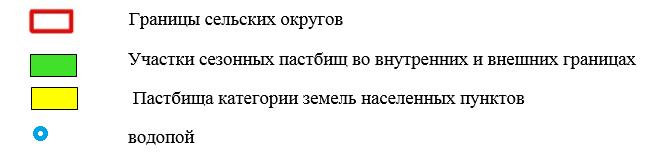 Границы сельских округов
Участки сезонных пастбищ во внутренних и внешних границах
Пастбища категории земель населенных пунктов
водопой